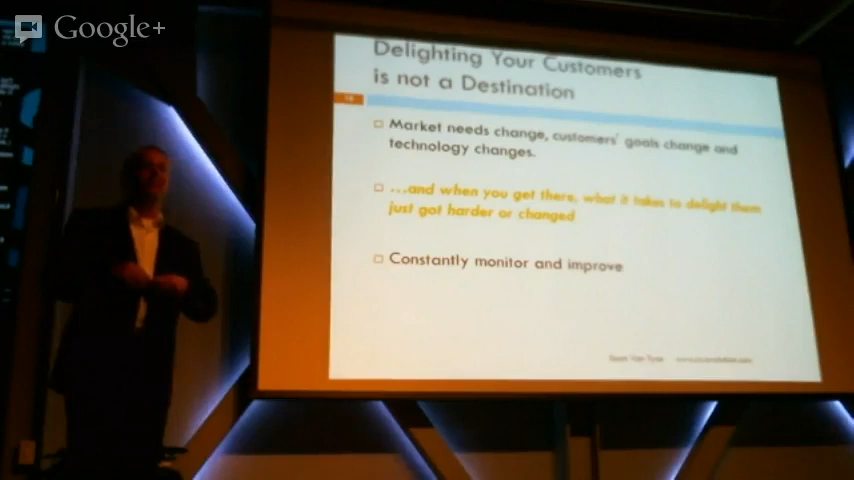 Google+
Delighting Your Customers
is not a Destination
Market needs change, customers' goals change and
technology changes.
...and when you get there, what it takes to delight them
just got harder or changed
Constantly monitor and improve